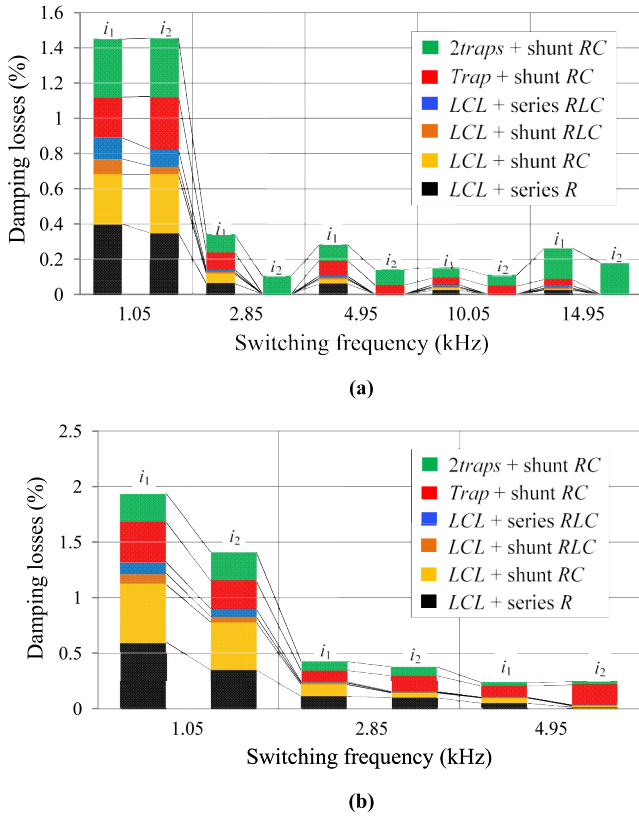 Damping losses (%)
1.6
1.4
1.2
1
0.8
0.6
0.4
0.2
0
i1
i2
i1
i2
i1
i2
i1
i2
i1
i2
2traps + shunt RC
Trap + shunt RC
LCL + series RLC
LCL + shunt RLC
LCL + shunt RC
LCL + series R
1.05 2.85 4.95 10.05 14.95
Switching frequency (kHz)
(a)
Damping losses (%)
2.5
2
1.5
1
0.5
0
i1
i2
i1
i2
i1
i2
2traps + shunt RC
Trap + shunt RC
LCL + series RLC
LCL + shunt RLC
LCL + shunt RC
LCL + series R
1.05 2.85 4.95
Switching frequency (kHz)
(b)